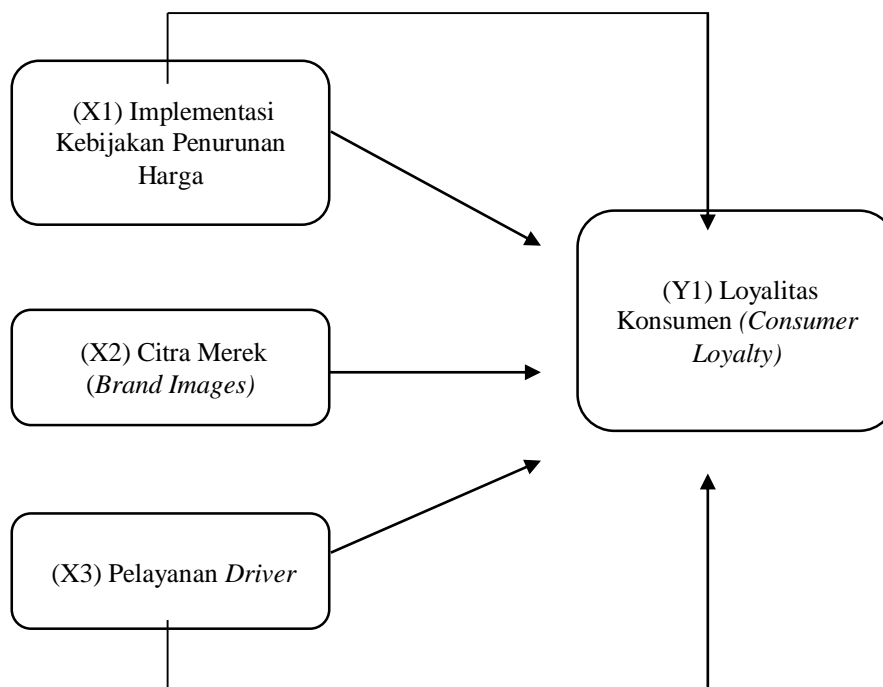 (X1) Implementasi
Kebijakan Penurunan
Harga
(X2) Citra Merek
(Brand Images)
(X3) Pelayanan Driver
(Y1) Loyalitas
Konsumen (Consumer
Loyalty)